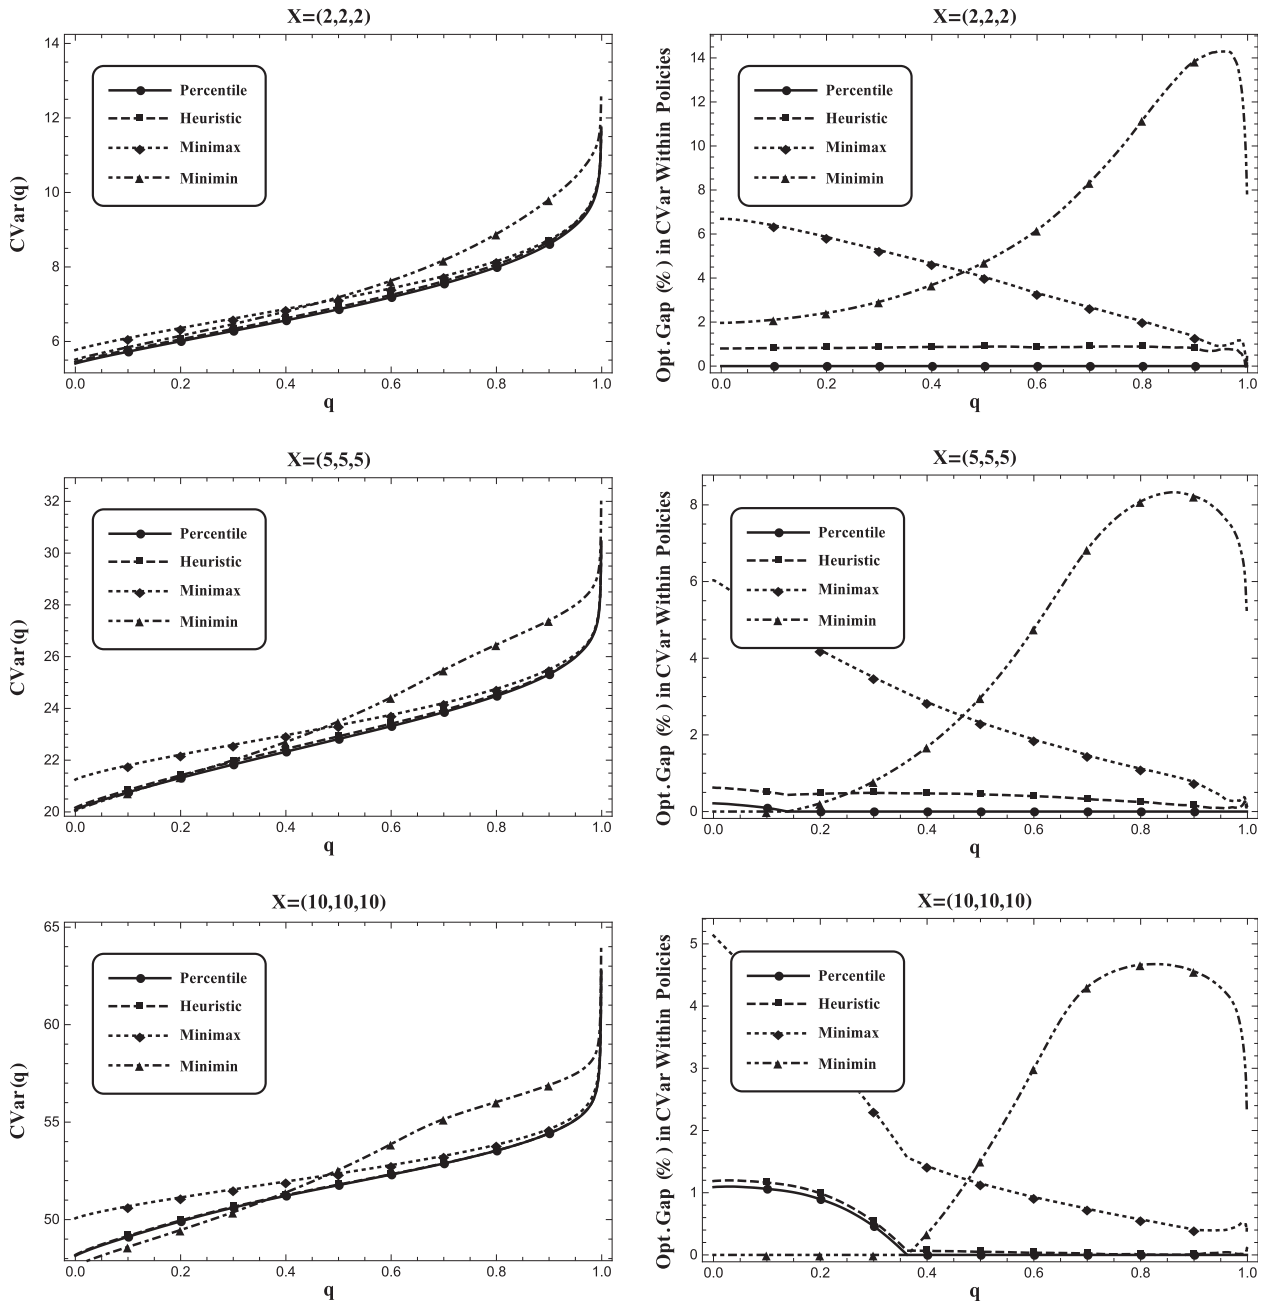 X=(2,2,2)
CVar(q)
14
12
10
8
6
0.0 0.2 0.4 0.6 0.8 1.0
q
Percentile
Heuristic
Minimax
Minimin
X=(2,2,2)
Opt.Gap (%) in CVar Within Policies
14
12
10
8
6
4
2
0
0.0 0.2 0.4 0.6 0.8 1.0
q
Percentile
Heuristic
Minimax
Minimin
X=(5,5,5)
CVar(q)
32
30
28
26
24
22
20
0.0 0.2 0.4 0.6 0.8 1.0
q
Percentile
Heuristic
Minimax
Minimin
X=(5,5,5)
Opt.Gap (%) in CVar Within Policies
8
6
4
2
0
0.0 0.2 0.4 0.6 0.8 1.0
q
Percentile
Heuristic
Minimax
Minimin
X=(10,10,10)
CVar(q)
65
60
55
50
0.0 0.2 0.4 0.6 0.8 1.0
q
Percentile
Heuristic
Minimax
Minimin
X=(10,10,10)
Opt.Gap (%) in CVar Within Policies
5
4
3
2
1
0
0.0 0.2 0.4 0.6 0.8 1.0
q
Percentile
Heuristic
Minimax
Minimin